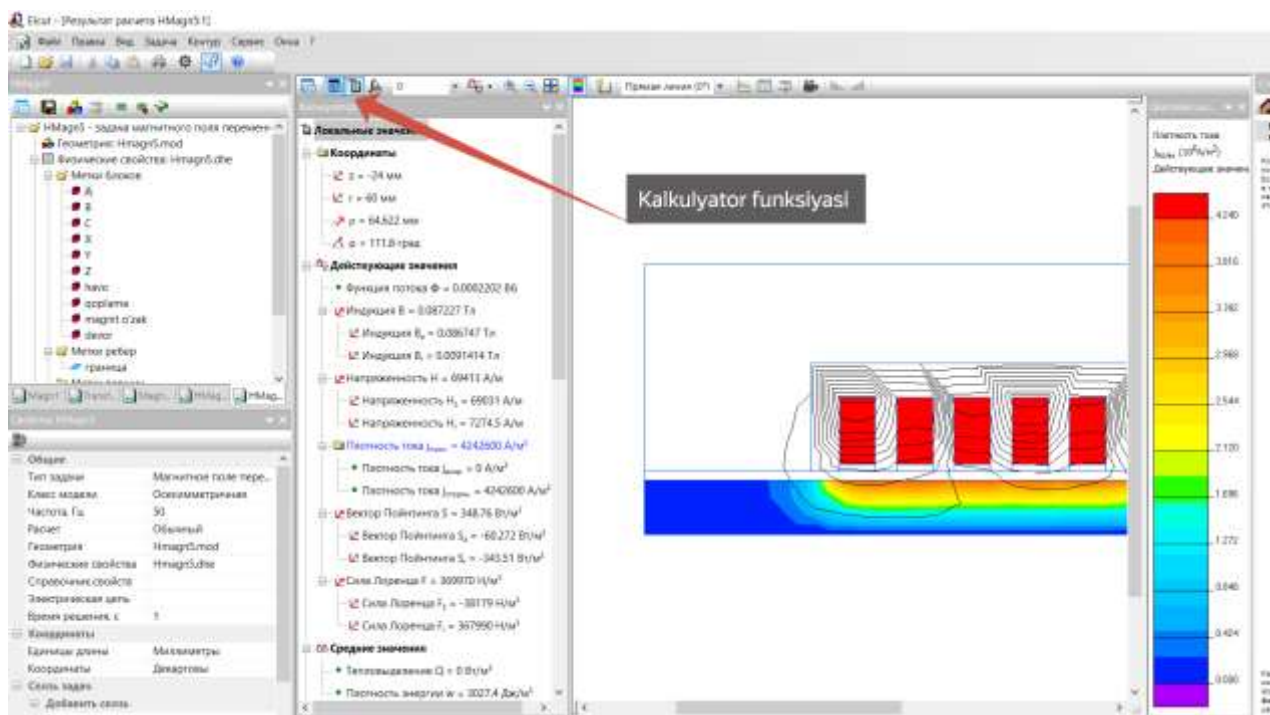 Elcut - [Результат расчета HMagn5:1]
Файл Правка Вид Задача Контур Сервис Окна ?
Прямая линия (0°)
HMagn5 - задача магнитного поля перемен
Геометрия: Hmagn5.mod
Физические свойства: Hmagn5.dhe
Метки блоков
A
B
C
X
Y
Z
havo
qoplama
magnit o'zak
devor
Метки ребер
граница
Общие
Тип задачи Магнитное поле пере...
Класс модели Осесимметричная
Частота, Гц 50
Расчет Обычный
Геометрия Hmagn5.mod
Физические свойства Hmagn5.dhe
Справочник свойств
Электрическая цепь
Время решения, с 1
Координаты
Единицы длины Миллиметры
Координаты Декартовы
Связь задач
Добавить связь
Локальные значения
Координаты
z = -24 мм
r = 60 мм
ρ = 64.622 мм
α = 111.8 град
Действующие значения
Функция потока Ф = 0.0002202 Вб
Индукция B = 0.087227 Тл
Индукция Bz = 0.086747 Тл
Индукция Br = 0.0091414 Тл
Напряженность H = 69413 А/м
Напряженность Hz = 69031 А/м
Напряженность Hr = 7274.5 А/м
Плотность тока jполн. = 4242600 А/м²
Плотность тока jвихр. = 0 А/м²
Плотность тока jсторон. = 4242600 А/м²
Вектор Пойнтинга S = 348.76 Вт/м²
Вектор Пойнтинга Sz = -60.272 Вт/м²
Вектор Пойнтинга Sr = -343.51 Вт/м²
Сила Лоренца F = 369970 Н/м³
Сила Лоренца Fz = -38179 Н/м³
Сила Лоренца Fr = 367990 Н/м³
Средние значения
Тепловыделение Q = 0 Вт/м³
Плотность энергии w = 3027.4 Дж/м³
Kalkulyator funksiyasi
Плотность тока
jполн. (10⁶А/м²)
Действующее значен
4.240
3.816
3.392
2.968
2.544
2.120
1.696
1.272
0.848
0.424
0.000